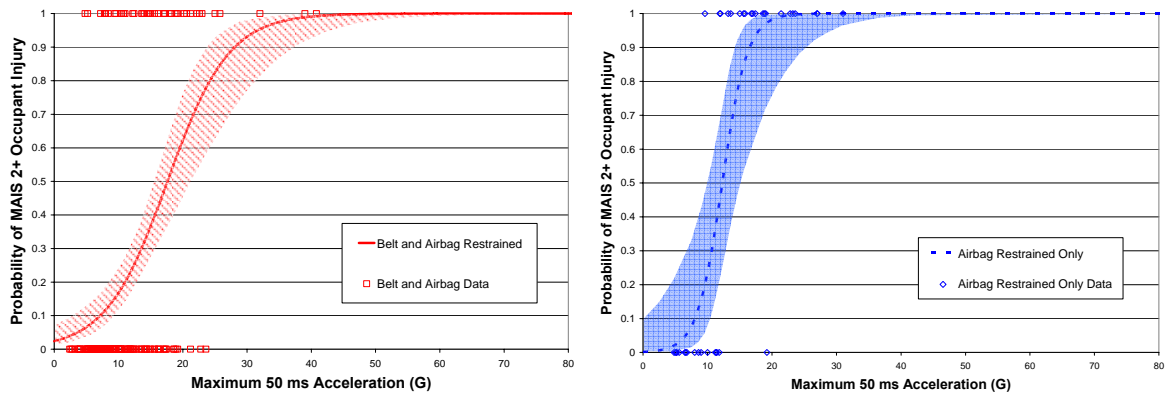 Probability of MAIS 2+ Occupant Injury
1
0.9
0.8
0.7
0.6
0.5
0.4
0.3
0.2
0.1
0
0 10 20 30 40 50 60 70 80
Maximum 50 ms Acceleration (G)
Belt and Airbag Restrained
Belt and Airbag Data
Probability of MAIS 2+ Occupant Injury
1
0.9
0.8
0.7
0.6
0.5
0.4
0.3
0.2
0.1
0
0 10 20 30 40 50 60 70 80
Maximum 50 ms Acceleration (G)
Airbag Restrained Only
Airbag Restrained Only Data